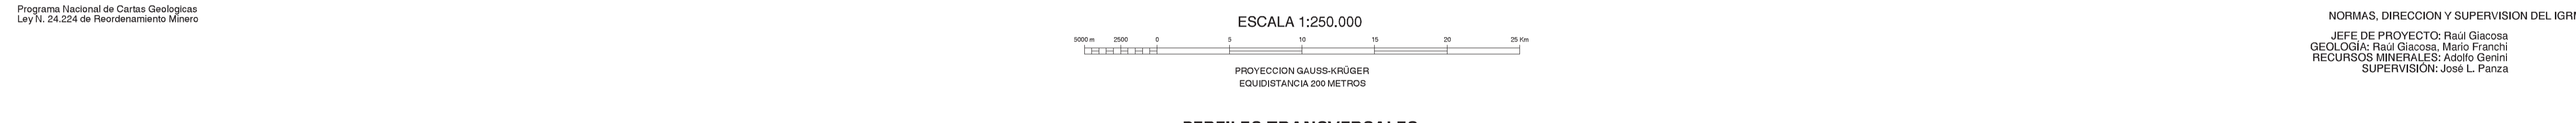 Programa Nacional de Cartas Geologicas
Ley N. 24.224 de Reordenamiento Minero
ESCALA 1:250.000
5000 m 2500 0 5 10 15 20 25 Km
PROYECCION GAUSS-KRÜGER
EQUIDISTANCIA 200 METROS
NORMAS, DIRECCION Y SUPERVISION DEL
JEFE DE PROYECTO: Raúl Giacosa
GEOLOGÍA: Raúl Giacosa, Mario Franchi
RECURSOS MINERALES: Adolfo Genini
SUPERVISIÓN: José L. Panza